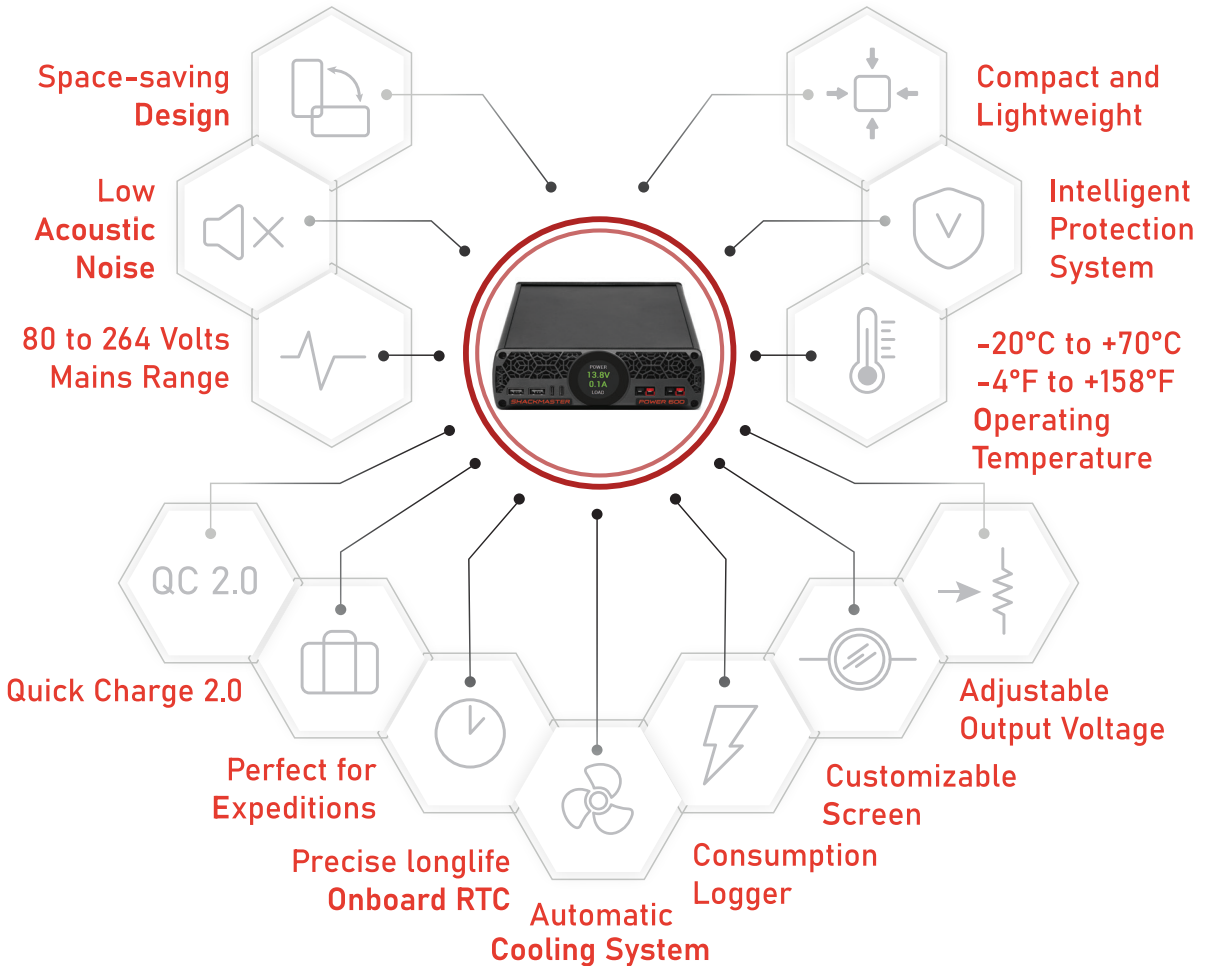 Space-saving
Design
Compact and
Lightweight
Low
Acoustic
Noise
Intelligent
Protection
System
80 to 264 Volts
Mains Range
-20°C to +70°C
-4°F to +158°F
Operating
Temperature
POWER
13.8V
0.1A
LOAD
SHACKMASTER
POWER 600
QC 2.0
Quick Charge 2.0
Perfect for
Expeditions
Precise longlife
Onboard RTC
Automatic
Cooling System
Consumption
Logger
Customizable
Screen
Adjustable
Output Voltage